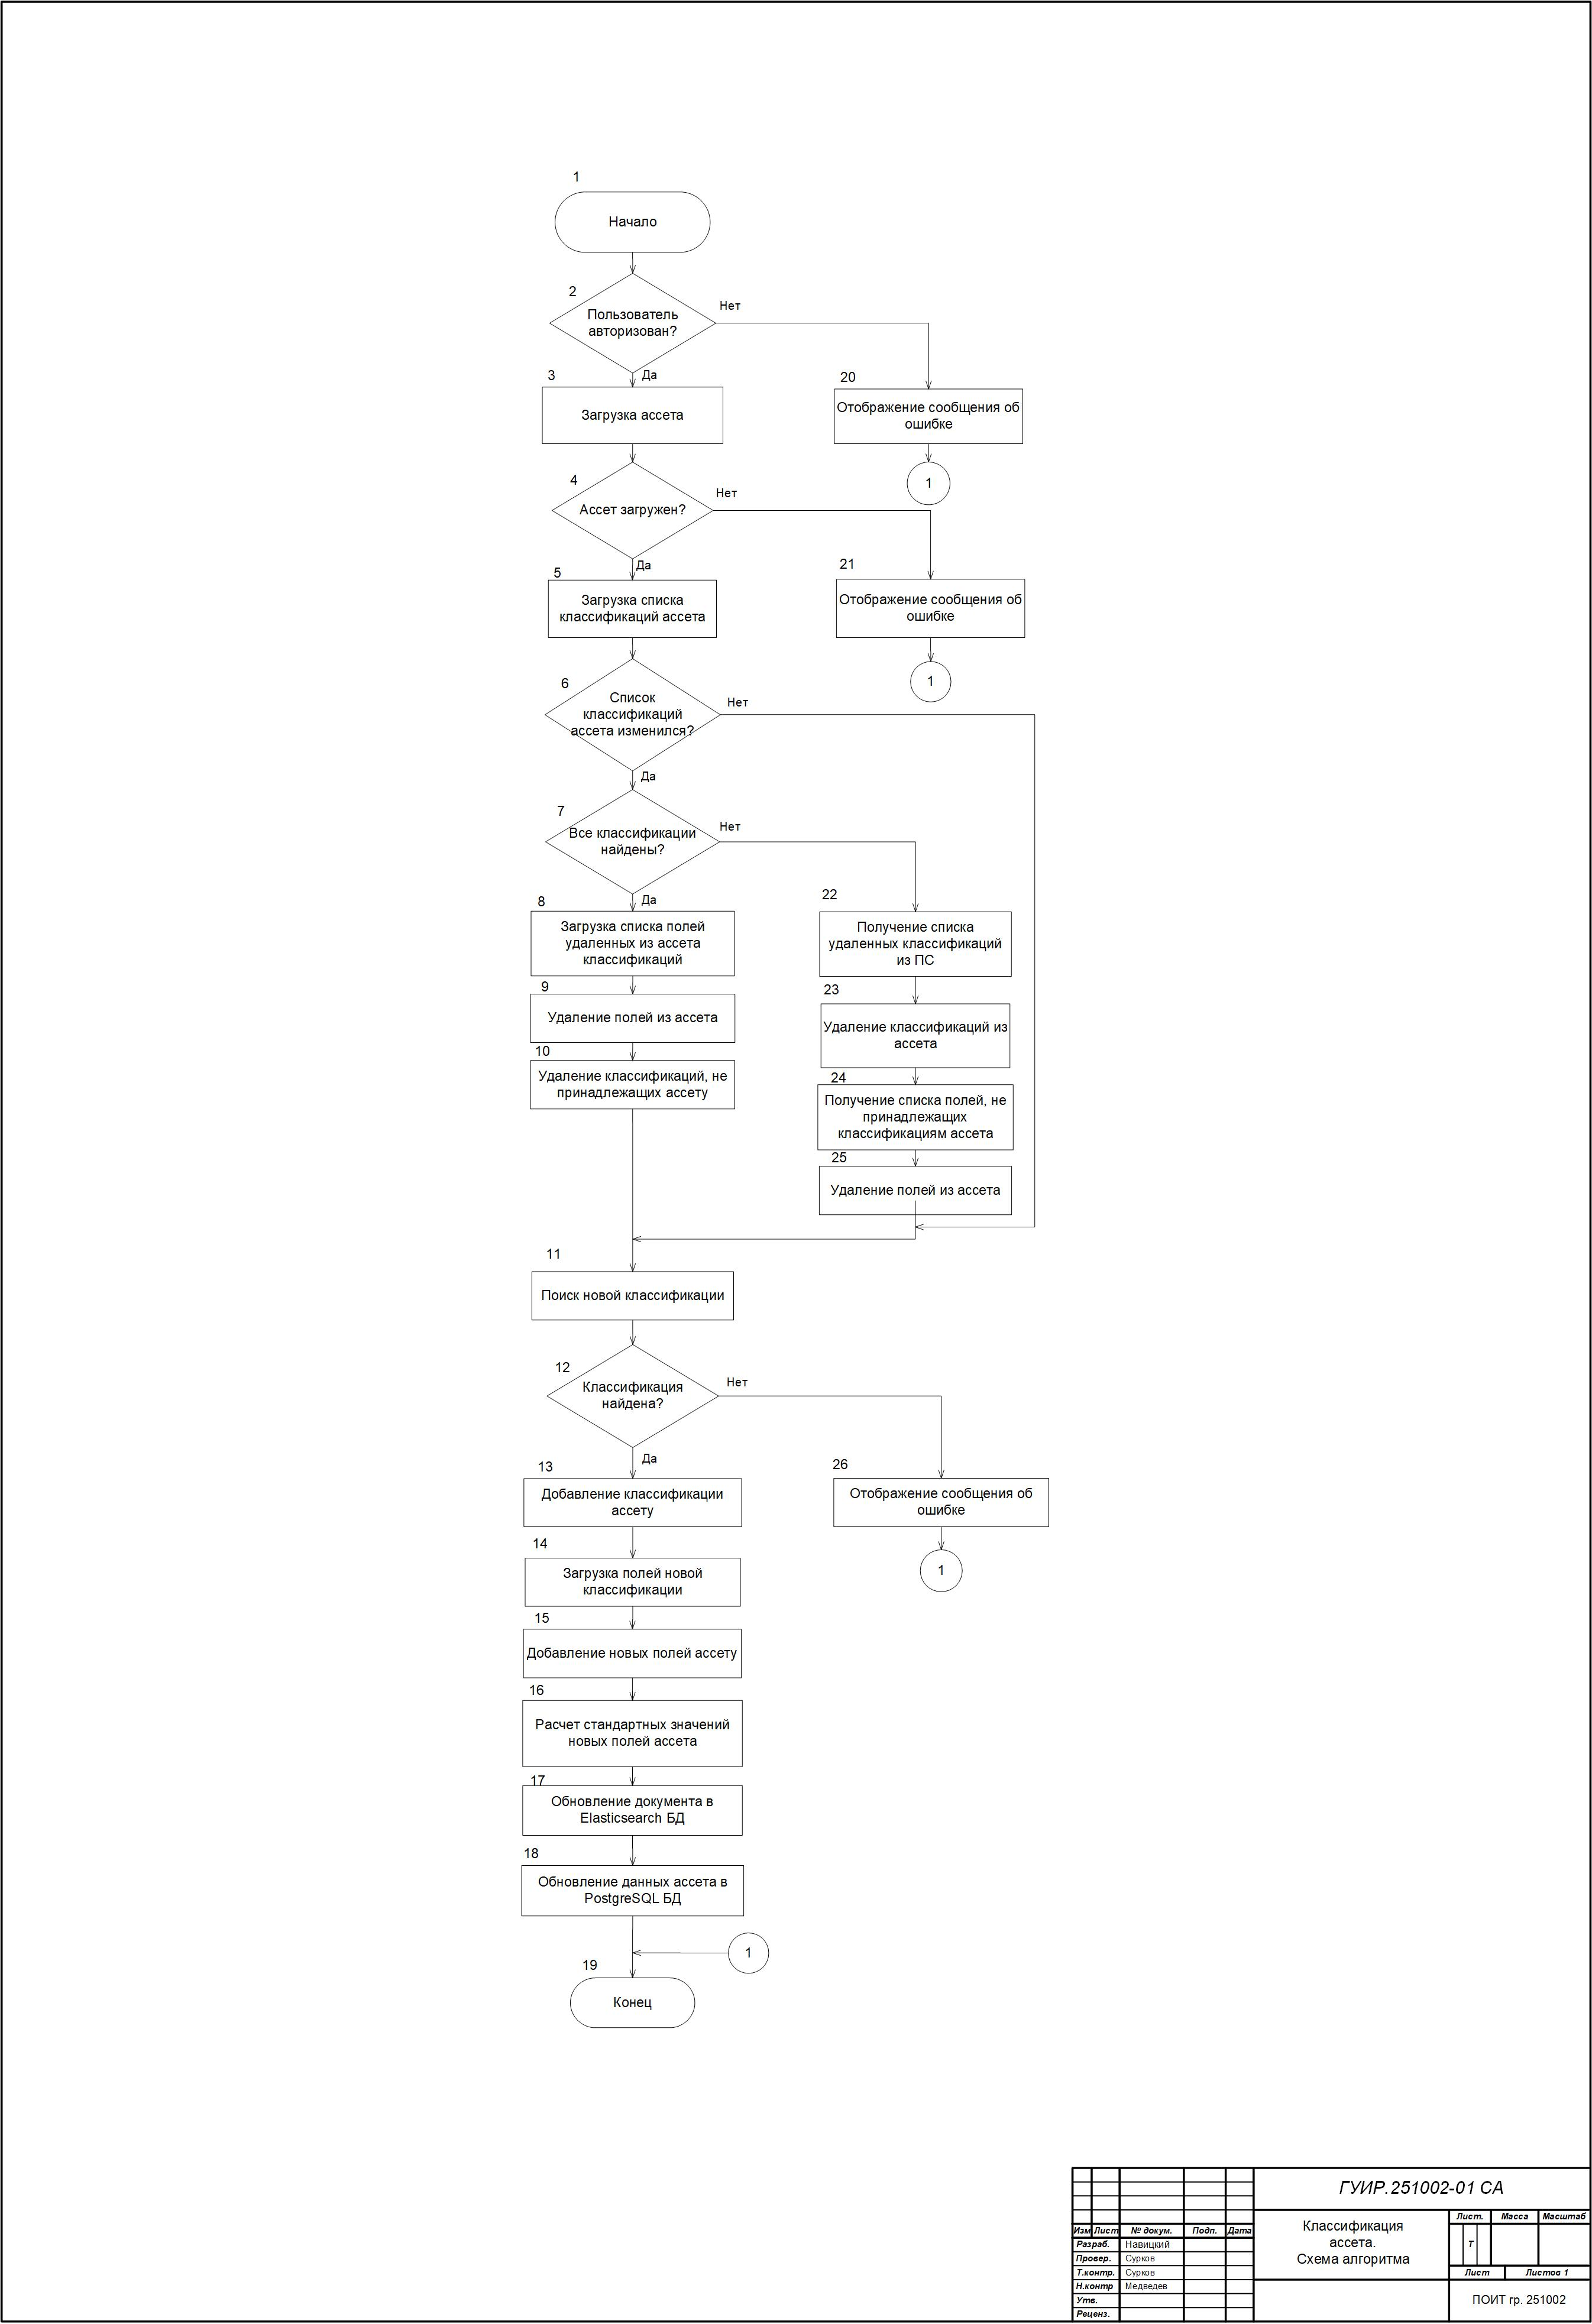 1
Начало
2
Пользователь
авторизован?
Нет
Да
3
Загрузка ассета
20
Отображение сообщения об
ошибке
1
4
Ассет загружен?
Нет
Да
5
Загрузка списка
классификаций ассета
21
Отображение сообщения об
ошибке
1
6
Список
классификаций
ассета изменился?
Нет
Да
7
Все классификации
найдены?
Нет
Да
8
Загрузка списка полей
удаленных из ассета
классификаций
22
Получение списка
удаленных классификаций
из ПС
9
Удаление полей из ассета
23
Удаление классификаций из
ассета
10
Удаление классификаций, не
принадлежащих ассету
24
Получение списка полей, не
принадлежащих
классификациям ассета
25
Удаление полей из ассета
11
Поиск новой классификации
12
Классификация
найдена?
Нет
Да
13
Добавление классификации
ассету
26
Отображение сообщения об
ошибке
1
14
Загрузка полей новой
классификации
15
Добавление новых полей ассету
16
Расчет стандартных значений
новых полей ассета
17
Обновление документа в
Elasticsearch БД
18
Обновление данных ассета в
PostgreSQL БД
1
19
Конец
ГУИР.251002-01 СА
Изм Лист № докум. Подп. Дата
Разраб. Навицкий
Провер. Сурков
Т.контр. Сурков
Н.контр Медведев
Утв.
Реценз.
Классификация
ассета.
Схема алгоритма
Лист. Масса Масштаб
Т
Лист Листов 1
ПОИТ гр. 251002